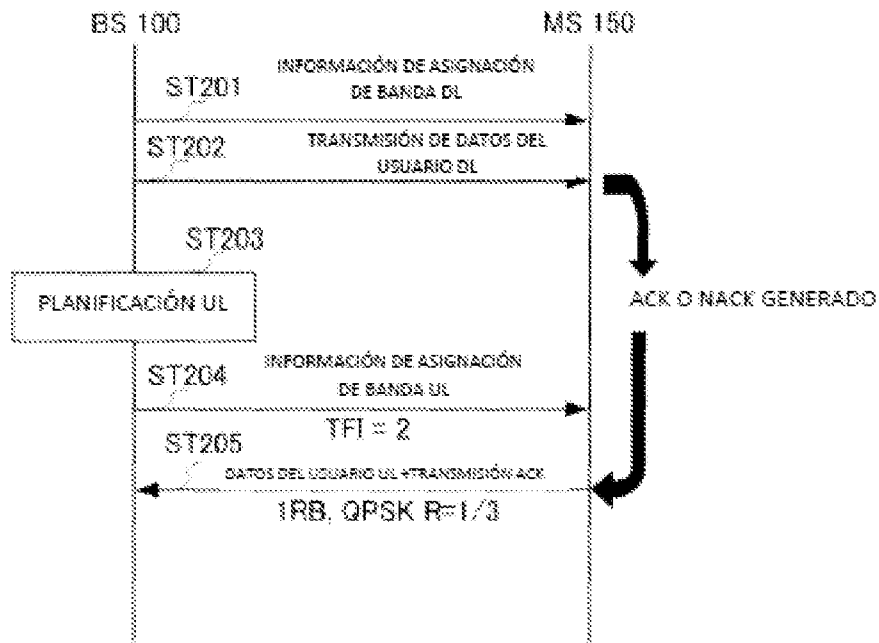 BS 100
MS 150
ST201
INFORMACIÓN DE ASIGNACIÓN
DE BANDA DL
ST202
TRANSMISIÓN DE DATOS DEL
USUARIO DL
ST203
PLANIFICACIÓN UL
ACK O NACK GENERADO
ST204
INFORMACIÓN DE ASIGNACIÓN
DE BANDA UL
TFI = 2
ST205
DATOS DEL USUARIO UL +TRANSMISIÓN ACK
1RB, QPSK R=1/3